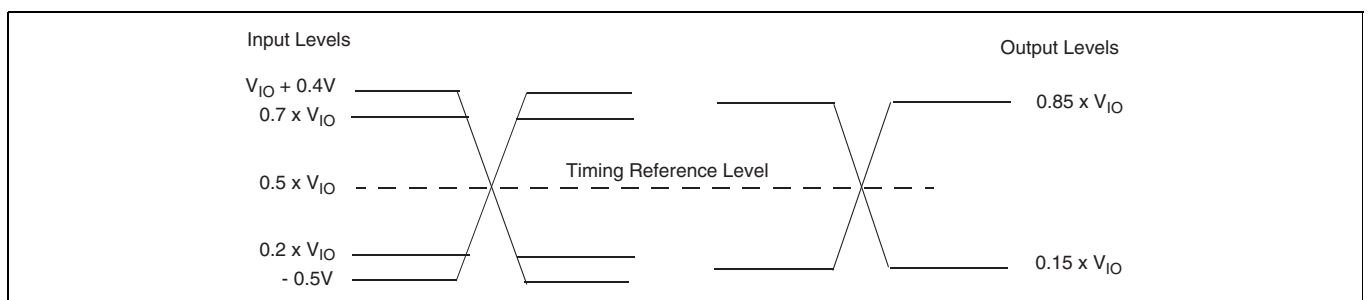 Input Levels
Output Levels
V_IO + 0.4V
0.85 x V_IO
0.7 x V_IO
Timing Reference Level
0.5 x V_IO
0.2 x V_IO
0.15 x V_IO
- 0.5V